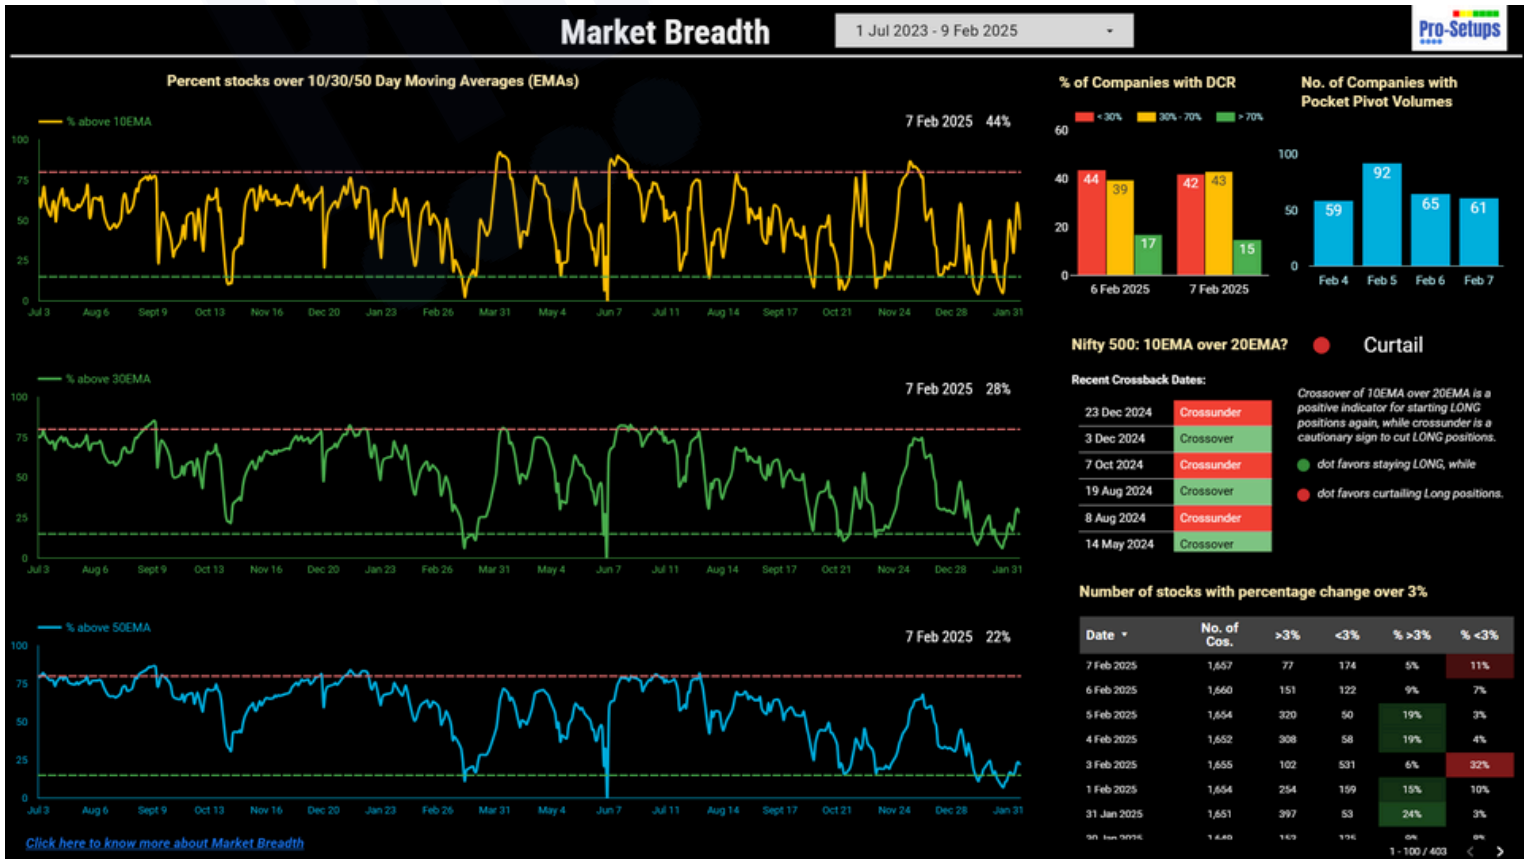 Market Breadth
1 Jul 2023 - 9 Feb 2025
Pro-Setups
Percent stocks over 10/30/50 Day Moving Averages (EMAs)
% above 10EMA
7 Feb 2025 44%
100
75
50
25
0
Jul 3 Aug 6 Sept 9 Oct 13 Nov 16 Dec 20 Jan 23 Feb 26 Mar 31 May 4 Jun 7 Jul 11 Aug 14 Sept 17 Oct 21 Nov 24 Dec 28 Jan 31
% above 30EMA
7 Feb 2025 28%
100
75
50
25
0
Jul 3 Aug 6 Sept 9 Oct 13 Nov 16 Dec 20 Jan 23 Feb 26 Mar 31 May 4 Jun 7 Jul 11 Aug 14 Sept 17 Oct 21 Nov 24 Dec 28 Jan 31
% above 50EMA
7 Feb 2025 22%
100
75
50
25
0
Jul 3 Aug 6 Sept 9 Oct 13 Nov 16 Dec 20 Jan 23 Feb 26 Mar 31 May 4 Jun 7 Jul 11 Aug 14 Sept 17 Oct 21 Nov 24 Dec 28 Jan 31
Click here to know more about Market Breadth
% of Companies with DCR
< 30% 30% - 70% > 70%
60
40
20
0
44 39 17 42 43 15
6 Feb 2025 7 Feb 2025
No. of Companies with
Pocket Pivot Volumes
100
50
0
59 92 65 61
Feb 4 Feb 5 Feb 6 Feb 7
Nifty 500: 10EMA over 20EMA?
Curtail
Recent Crossback Dates:
23 Dec 2024 Crossunder
3 Dec 2024 Crossover
7 Oct 2024 Crossunder
19 Aug 2024 Crossover
8 Aug 2024 Crossunder
14 May 2024 Crossover
Crossover of 10EMA over 20EMA is a
positive indicator for starting LONG
positions again, while crossunder is a
cautionary sign to cut LONG positions.
dot favors staying LONG, while
dot favors curtailing Long positions.
Number of stocks with percentage change over 3%
Date No. of Cos. >3% <3% % >3% % <3%
7 Feb 2025 1,657 77 174 5% 11%
6 Feb 2025 1,660 151 122 9% 7%
5 Feb 2025 1,654 320 50 19% 3%
4 Feb 2025 1,652 308 58 19% 4%
3 Feb 2025 1,655 102 531 6% 32%
1 Feb 2025 1,654 254 159 15% 10%
31 Jan 2025 1,651 397 53 24% 3%
30 Jan 2025
1 - 100 / 403